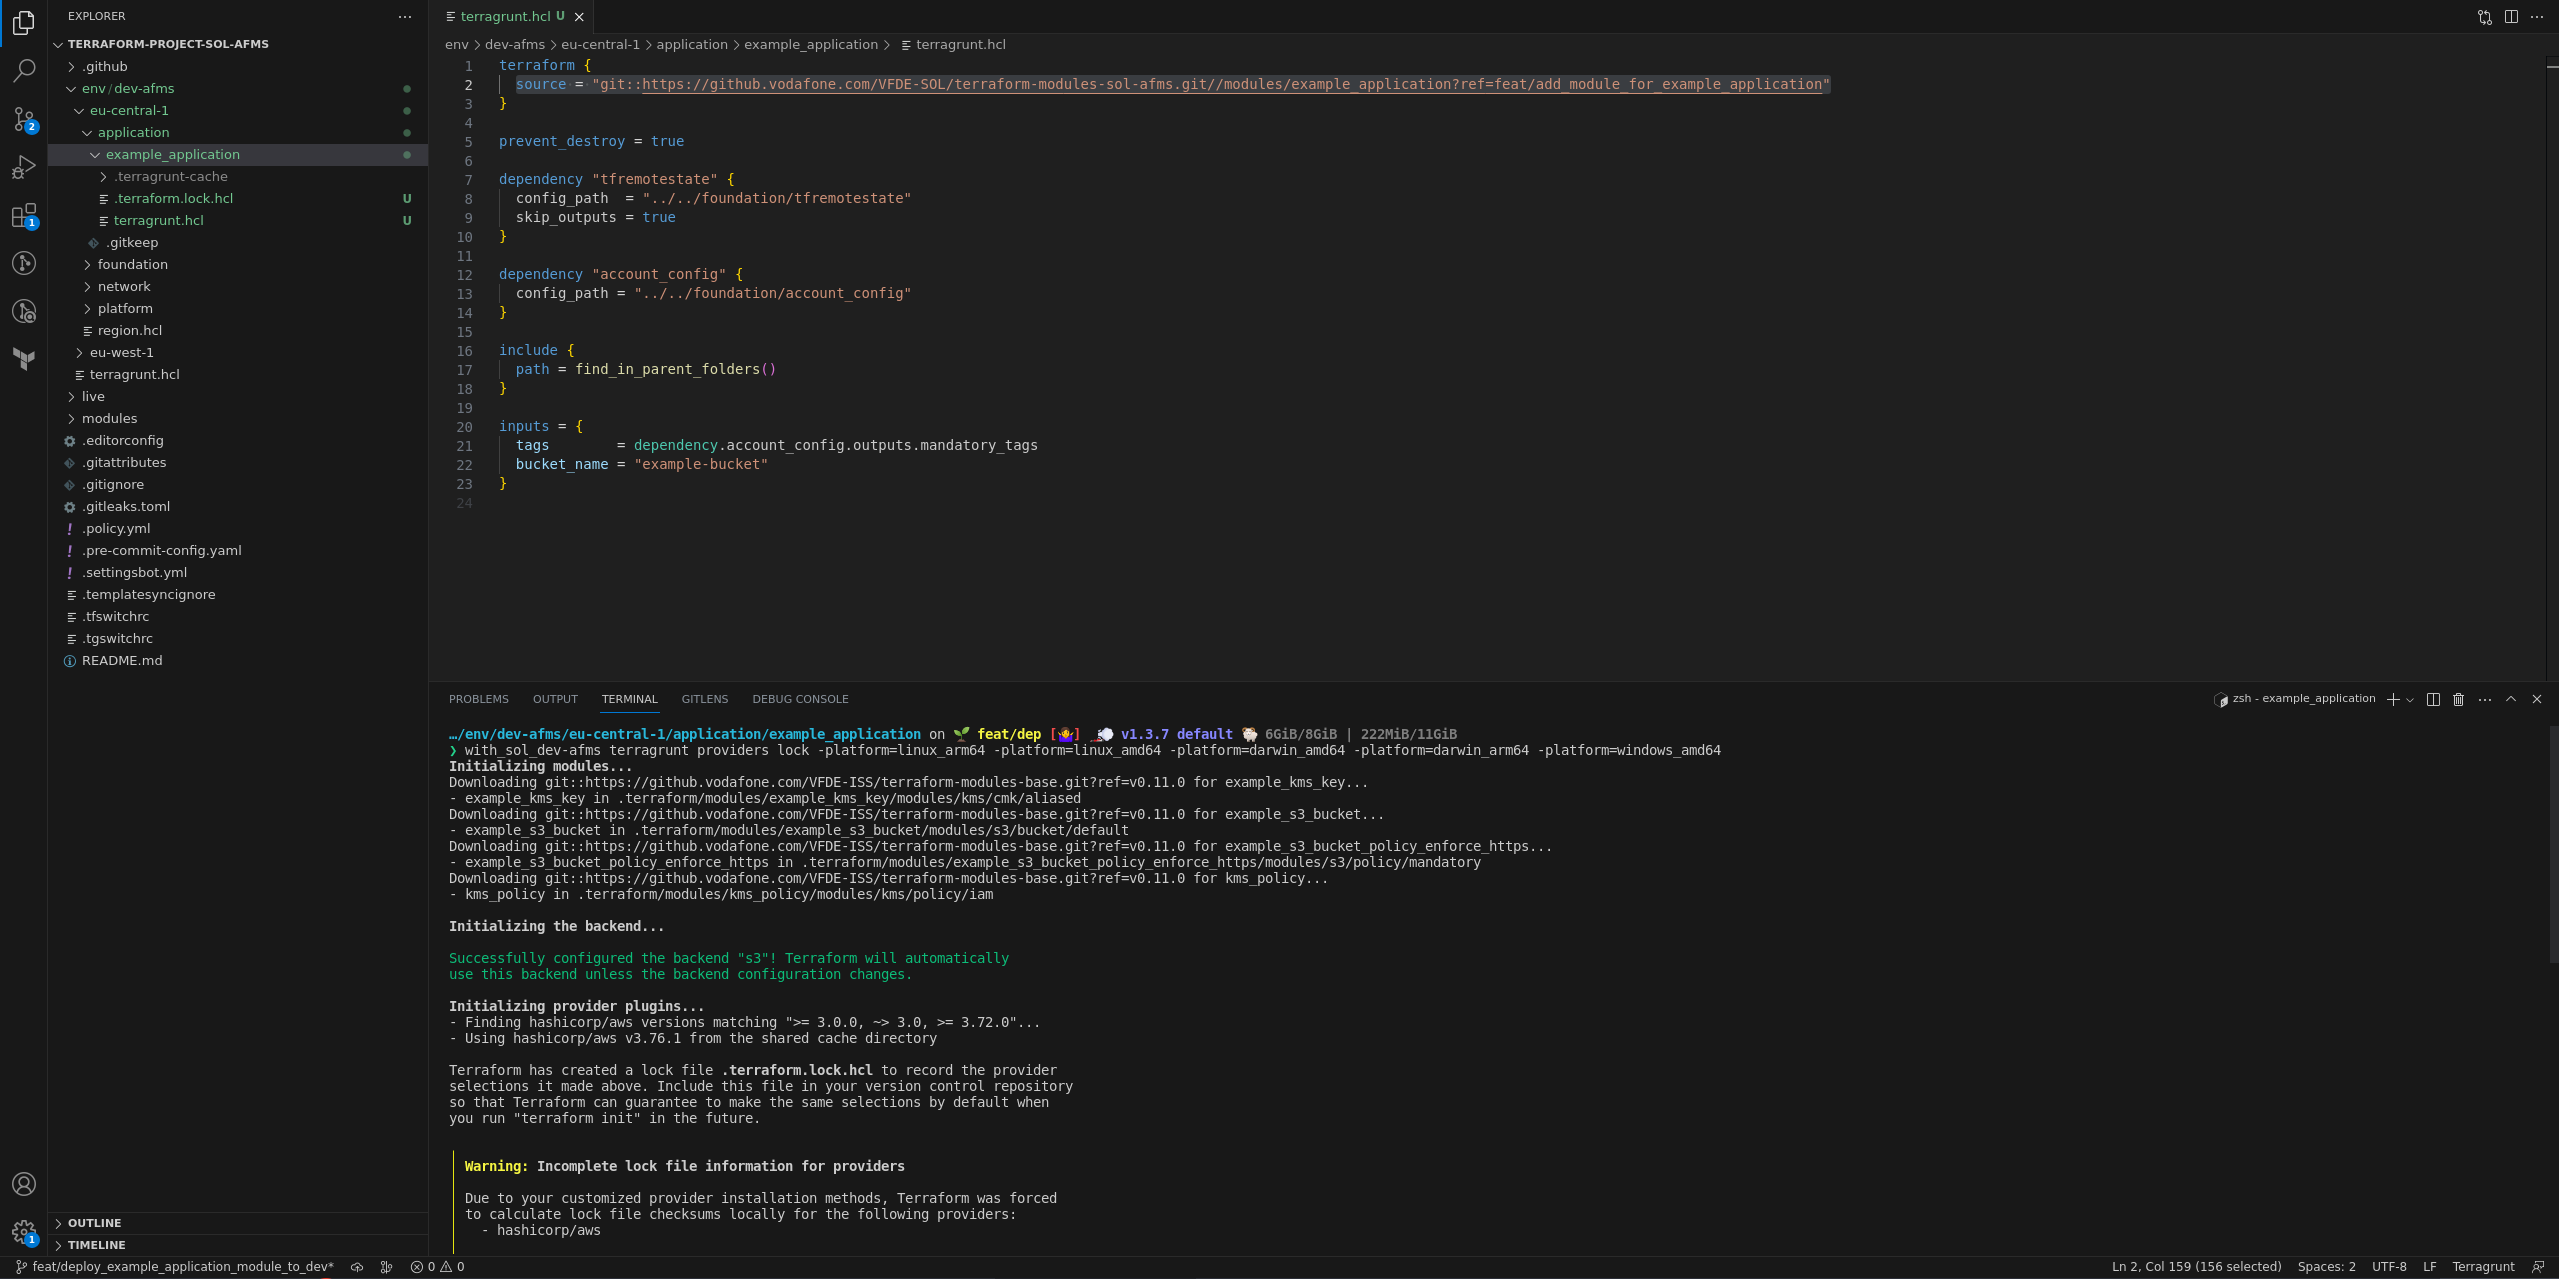 EXPLORER
TERRAFORM-PROJECT-SOL-AFMS
.github
env / dev-afms
eu-central-1
application
example_application
.terragrunt-cache
.terraform.lock.hcl U
terragrunt.hcl U
.gitkeep
foundation
network
platform
region.hcl
eu-west-1
terragrunt.hcl
live
modules
.editorconfig
.gitattributes
.gitignore
.gitleaks.toml
.policy.yml
.pre-commit-config.yaml
.settingsbot.yml
.templatesyncignore
.tfswitchrc
.tgswitchrc
README.md
OUTLINE
TIMELINE
2
1
1
terragrunt.hcl U
env > dev-afms > eu-central-1 > application > example_application > terragrunt.hcl
1 terraform {
2 source = "git::https://github.vodafone.com/VFDE-SOL/terraform-modules-sol-afms.git//modules/example_application?ref=feat/add_module_for_example_application"
3 }
4
5 prevent_destroy = true
6
7 dependency "tfremotestate" {
8 config_path  = "../../foundation/tfremotestate"
9 skip_outputs = true
10 }
11
12 dependency "account_config" {
13 config_path = "../../foundation/account_config"
14 }
15
16 include {
17 path = find_in_parent_folders()
18 }
19
20 inputs = {
21 tags        = dependency.account_config.outputs.mandatory_tags
22 bucket_name = "example-bucket"
23 }
24
PROBLEMS OUTPUT TERMINAL GITLENS DEBUG CONSOLE
zsh - example_application
…/env/dev-afms/eu-central-1/application/example_application on 🌱 feat/dep [🤷] v1.3.7 default 🐏 6GiB/8GiB | 222MiB/11GiB
❯ with_sol_dev-afms terragrunt providers lock -platform=linux_arm64 -platform=linux_amd64 -platform=darwin_amd64 -platform=darwin_arm64 -platform=windows_amd64
Initializing modules...
Downloading git::https://github.vodafone.com/VFDE-ISS/terraform-modules-base.git?ref=v0.11.0 for example_kms_key...
- example_kms_key in .terraform/modules/example_kms_key/modules/kms/cmk/aliased
Downloading git::https://github.vodafone.com/VFDE-ISS/terraform-modules-base.git?ref=v0.11.0 for example_s3_bucket...
- example_s3_bucket in .terraform/modules/example_s3_bucket/modules/s3/bucket/default
Downloading git::https://github.vodafone.com/VFDE-ISS/terraform-modules-base.git?ref=v0.11.0 for example_s3_bucket_policy_enforce_https...
- example_s3_bucket_policy_enforce_https in .terraform/modules/example_s3_bucket_policy_enforce_https/modules/s3/policy/mandatory
Downloading git::https://github.vodafone.com/VFDE-ISS/terraform-modules-base.git?ref=v0.11.0 for kms_policy...
- kms_policy in .terraform/modules/kms_policy/modules/kms/policy/iam
Initializing the backend...
Successfully configured the backend "s3"! Terraform will automatically
use this backend unless the backend configuration changes.
Initializing provider plugins...
- Finding hashicorp/aws versions matching ">= 3.0.0, ~> 3.0, >= 3.72.0"...
- Using hashicorp/aws v3.76.1 from the shared cache directory
Terraform has created a lock file .terraform.lock.hcl to record the provider
selections it made above. Include this file in your version control repository
so that Terraform can guarantee to make the same selections by default when
you run "terraform init" in the future.
Warning: Incomplete lock file information for providers
Due to your customized provider installation methods, Terraform was forced
to calculate lock file checksums locally for the following providers:
- hashicorp/aws
feat/deploy_example_application_module_to_dev* 0 0 Ln 2, Col 159 (156 selected) Spaces: 2 UTF-8 LF Terragrunt